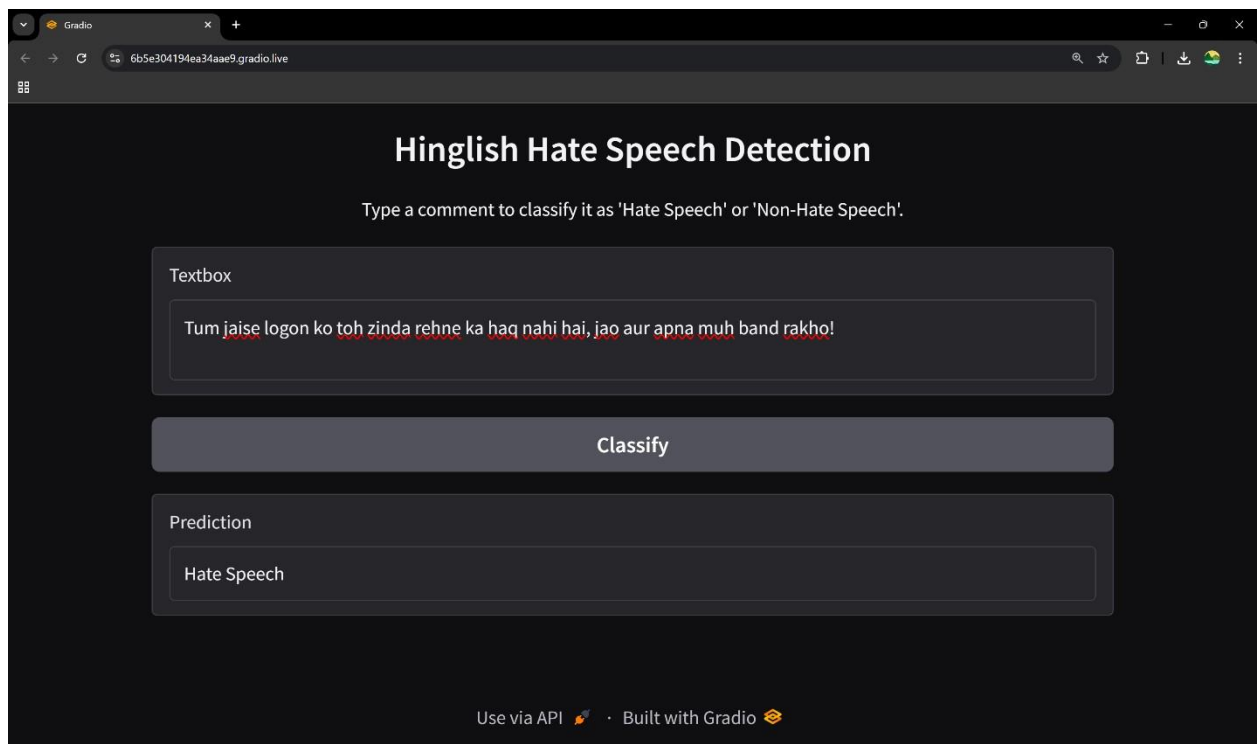 Gradio
6b5e304194ea34aae9.gradio.live
Hinglish Hate Speech Detection
Type a comment to classify it as 'Hate Speech' or 'Non-Hate Speech'.
Textbox
Tum jaise logon ko toh zinda rehne ka haq nahi hai, jao aur apna muh band rakho!
Classify
Prediction
Hate Speech
Use via API · Built with Gradio